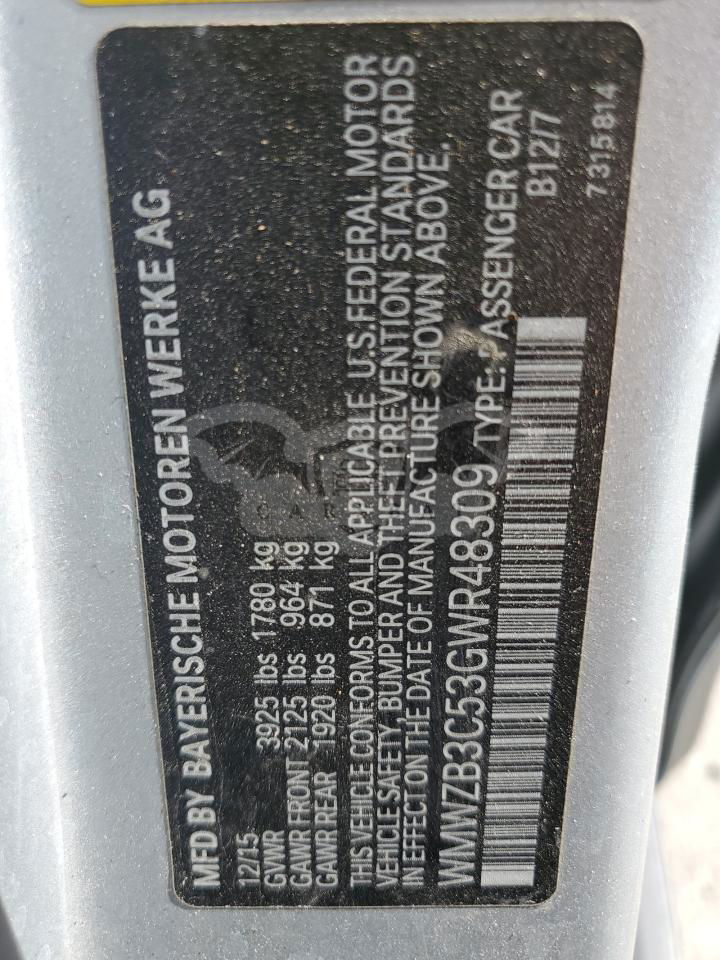 MFD BY BAYERISCHE MOTOREN WERKE AG
12/15
GVWR 3925 lbs 1780 kg
GAWR FRONT 2125 lbs 964 kg
GAWR REAR 1920 lbs 871 kg
THIS VEHICLE CONFORMS TO ALL APPLICABLE U.S.FEDERAL MOTOR
VEHICLE SAFETY, BUMPER AND THEFT PREVENTION STANDARDS
IN EFFECT ON THE DATE OF MANUFACTURE SHOWN ABOVE.
WMWZB3C53GWR48309 TYPE: PASSENGER CAR
B12/7
7315814